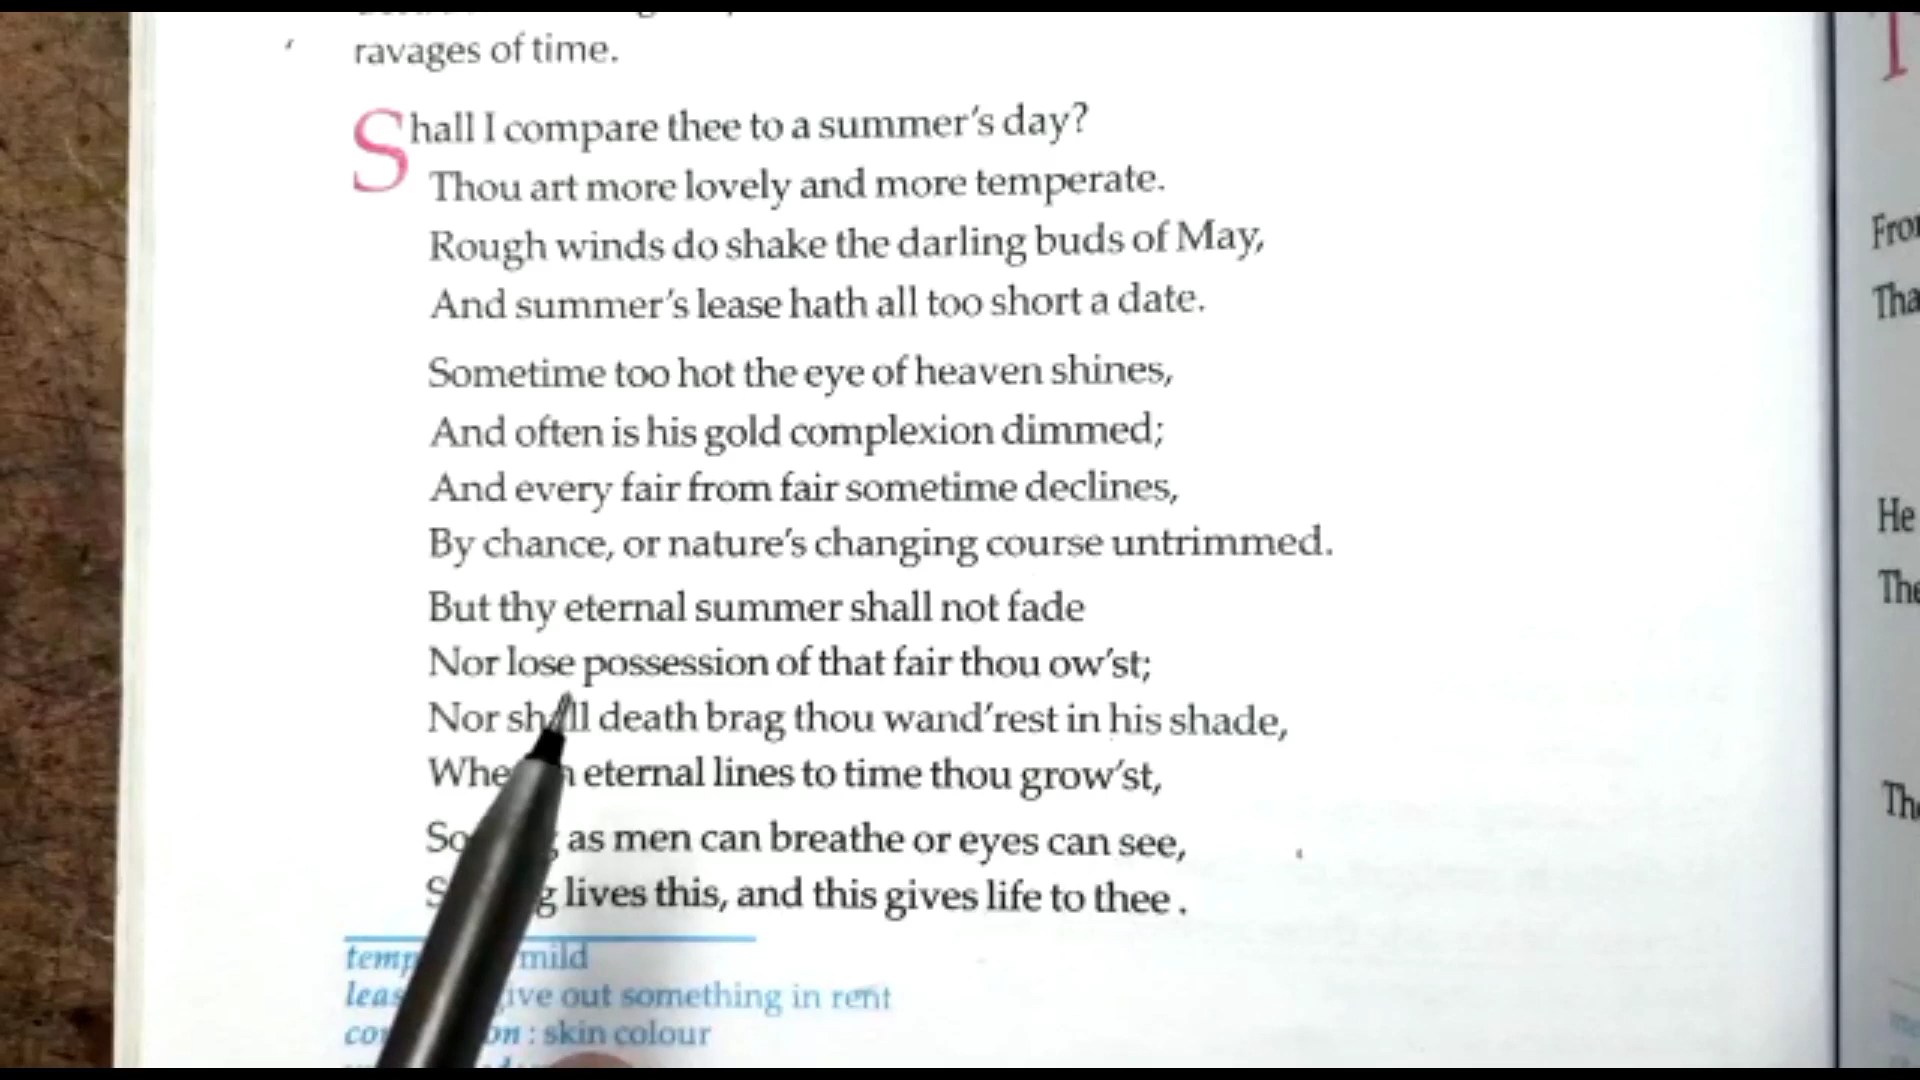 ravages of time.
Shall I compare thee to a summer's day?
Thou art more lovely and more temperate.
Rough winds do shake the darling buds of May,
And summer's lease hath all too short a date.
Sometime too hot the eye of heaven shines,
And often is his gold complexion dimmed;
And every fair from fair sometime declines,
By chance, or nature's changing course untrimmed.
But thy eternal summer shall not fade
Nor lose possession of that fair thou ow'st;
Nor shall death brag thou wand'rest in his shade,
eternal lines to time thou grow'st,
as men can breathe or eyes can see,
lives this, and this gives life to thee .
mild
out something in rent
: skin colour
He